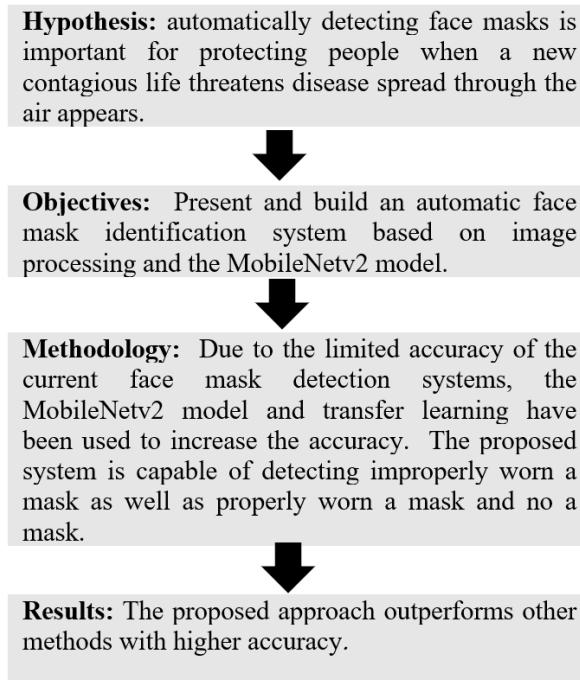 Hypothesis: automatically detecting face masks is
important for protecting people when a new
contagious life threatens disease spread through the
air appears.
Objectives: Present and build an automatic face
mask identification system based on image
processing and the MobileNetv2 model.
Methodology: Due to the limited accuracy of the
current face mask detection systems, the
MobileNetv2 model and transfer learning have
been used to increase the accuracy. The proposed
system is capable of detecting improperly worn a
mask as well as properly worn a mask and no a
mask.
Results: The proposed approach outperforms other
methods with higher accuracy.